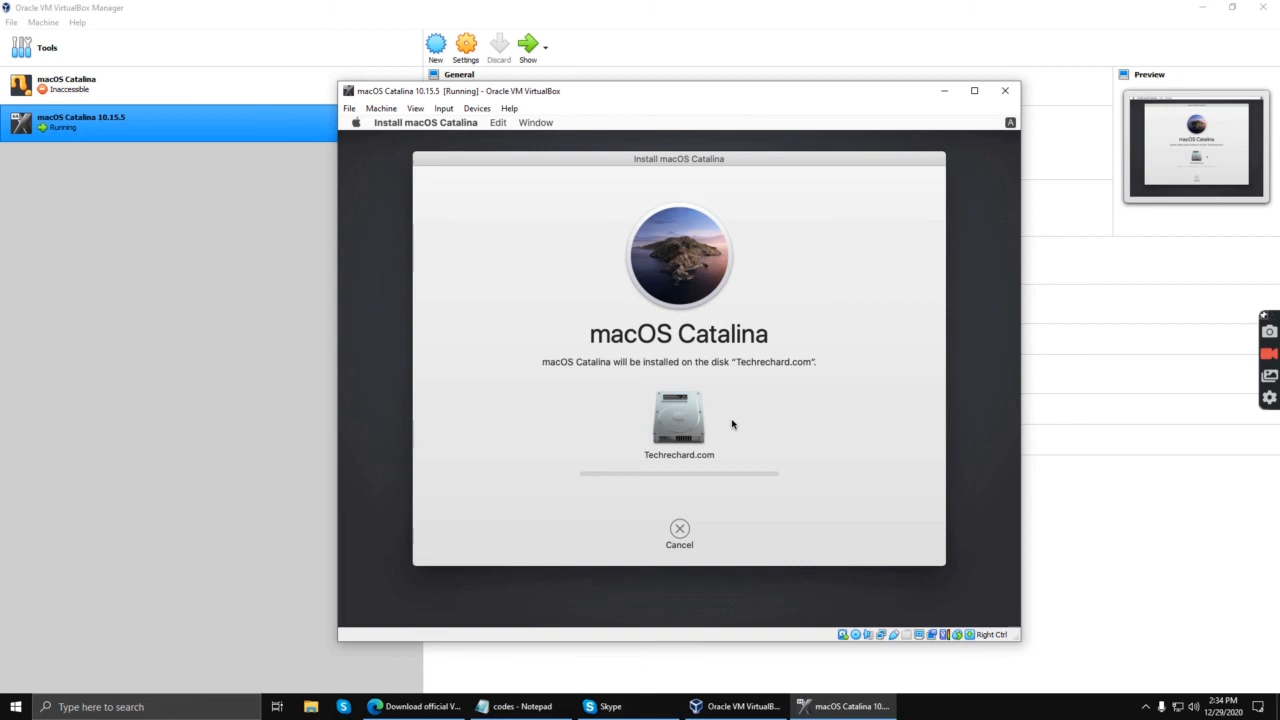 Oracle VM VirtualBox Manager
File Machine Help
Tools
New Settings Discard Show
macOS Catalina
Inaccessible
macOS Catalina 10.15.5
Running
General
Preview
macOS Catalina 10.15.5 [Running] - Oracle VM VirtualBox
File Machine View Input Devices Help
Install macOS Catalina Edit Window A
Install macOS Catalina
macOS Catalina
macOS Catalina will be installed on the disk “Techrechard.com”.
Techrechard.com
Cancel
Right Ctrl
Type here to search
Download official V...
codes - Notepad
Skype
Oracle VM VirtualB...
macOS Catalina 10....
2:34 PM
12/29/2020